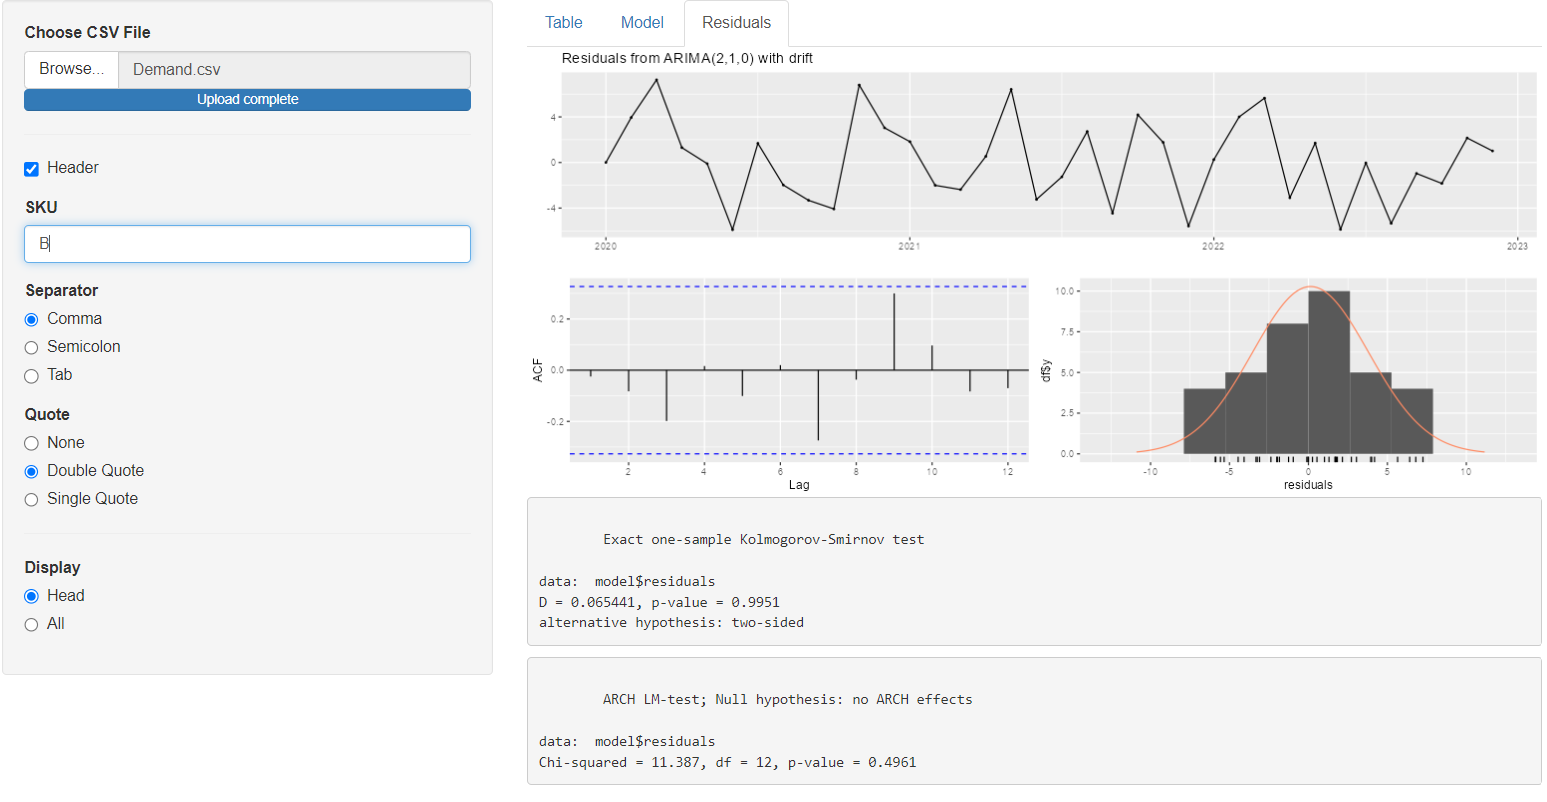 Choose CSV File
Browse... Demand.csv
Upload complete
Header
SKU
B
Separator
Comma
Semicolon
Tab
Quote
None
Double Quote
Single Quote
Display
Head
All
Table Model Residuals
Residuals from ARIMA(2,1,0) with drift
4
0
-4
2020 2021 2022 2023
ACF
0.2
0.0
-0.2
2 4 6 8 10 12
Lag
df$y
10.0
7.5
5.0
2.5
0.0
-10 -5 0 5 10
residuals
Exact one-sample Kolmogorov-Smirnov test
data: model$residuals
D = 0.065441, p-value = 0.9951
alternative hypothesis: two-sided
ARCH LM-test; Null hypothesis: no ARCH effects
data: model$residuals
Chi-squared = 11.387, df = 12, p-value = 0.4961